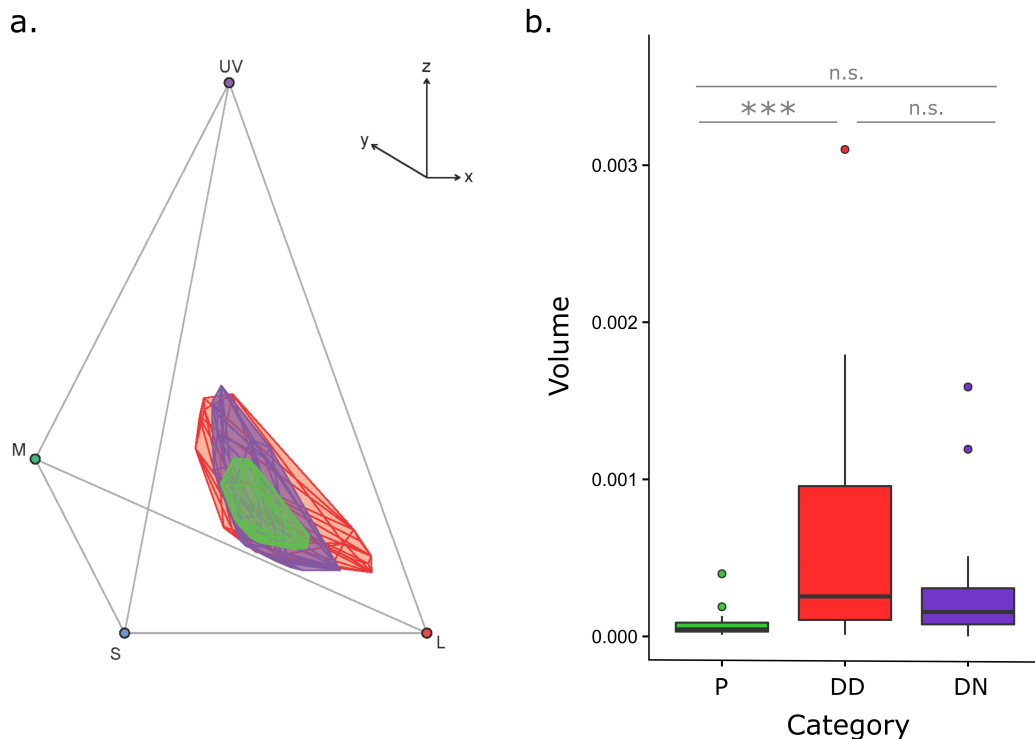 a.
UV
z
y
x
M
S
L
b.
n.s.
*** n.s.
0.003
0.002
0.001
0.000
Volume
P DD DN
Category